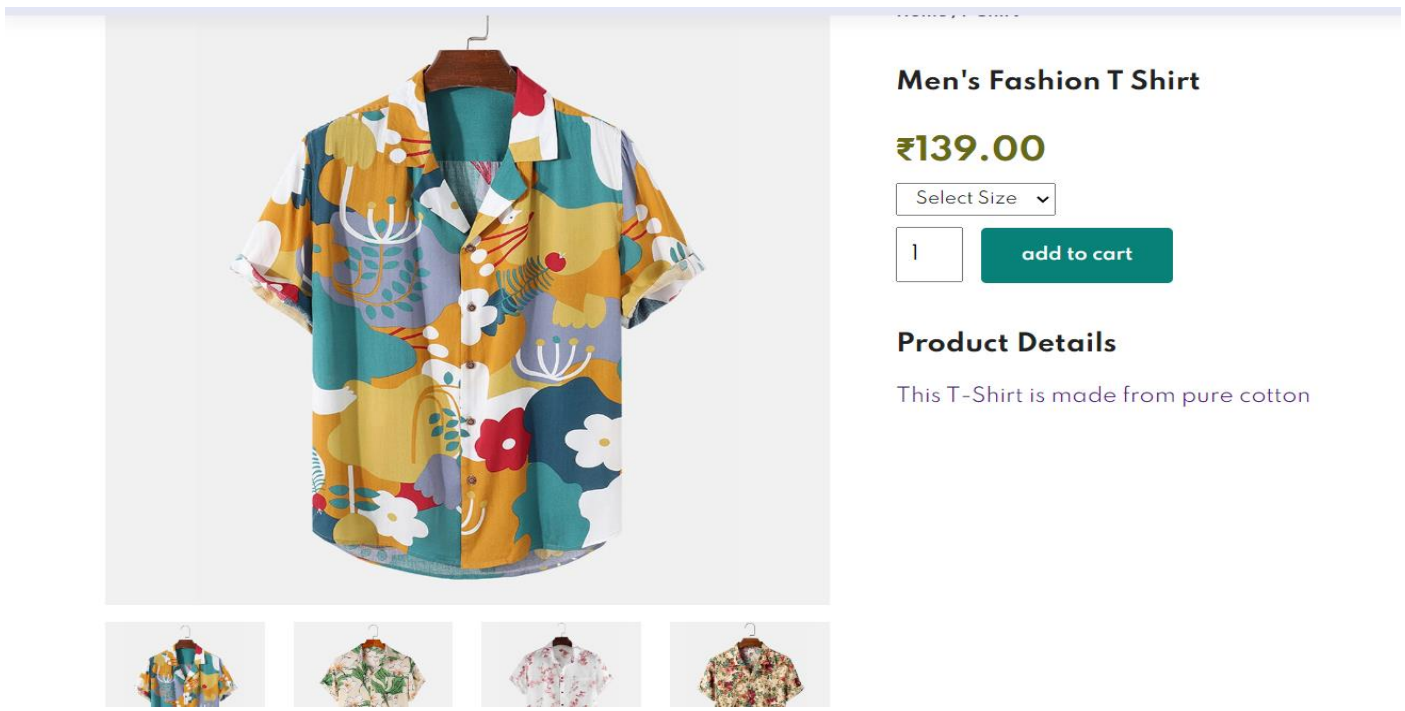 Men's Fashion T Shirt
₹139.00
Select Size
1
add to cart
Product Details
This T-Shirt is made from pure cotton